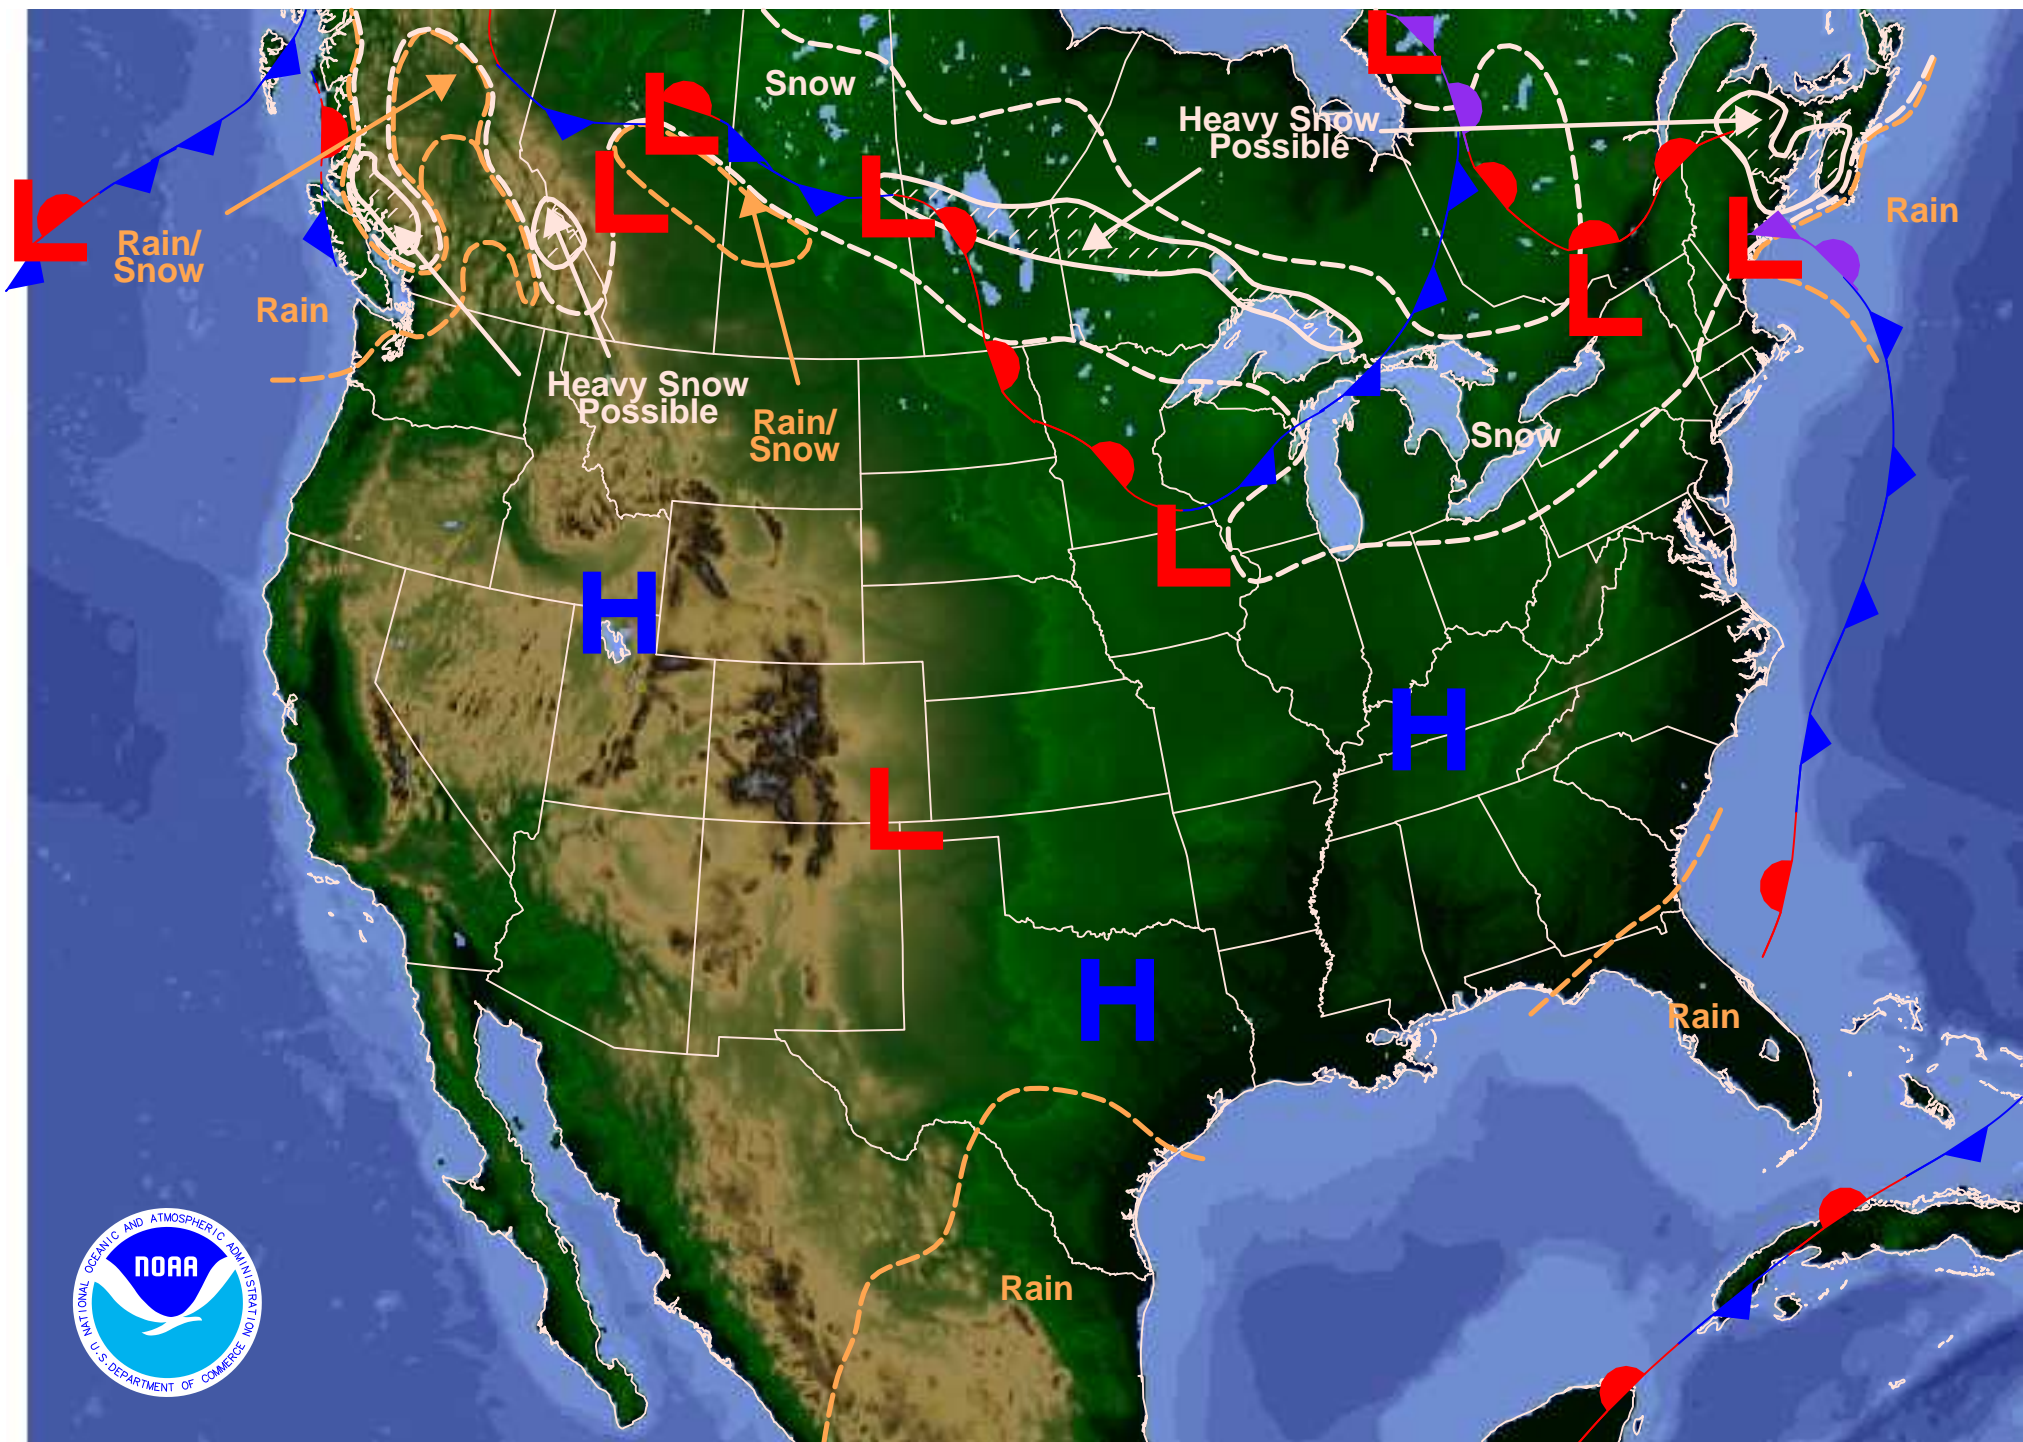 Snow
Heavy Snow
Possible
Rain
Rain/
Snow
Rain
Heavy Snow
Possible
Rain/
Snow
Snow
Rain
Rain
L
L
L
L
L
L
L
L
L
H
H
H
NATIONAL OCEANIC AND ATMOSPHERIC ADMINISTRATION
NOAA
U.S. DEPARTMENT OF COMMERCE